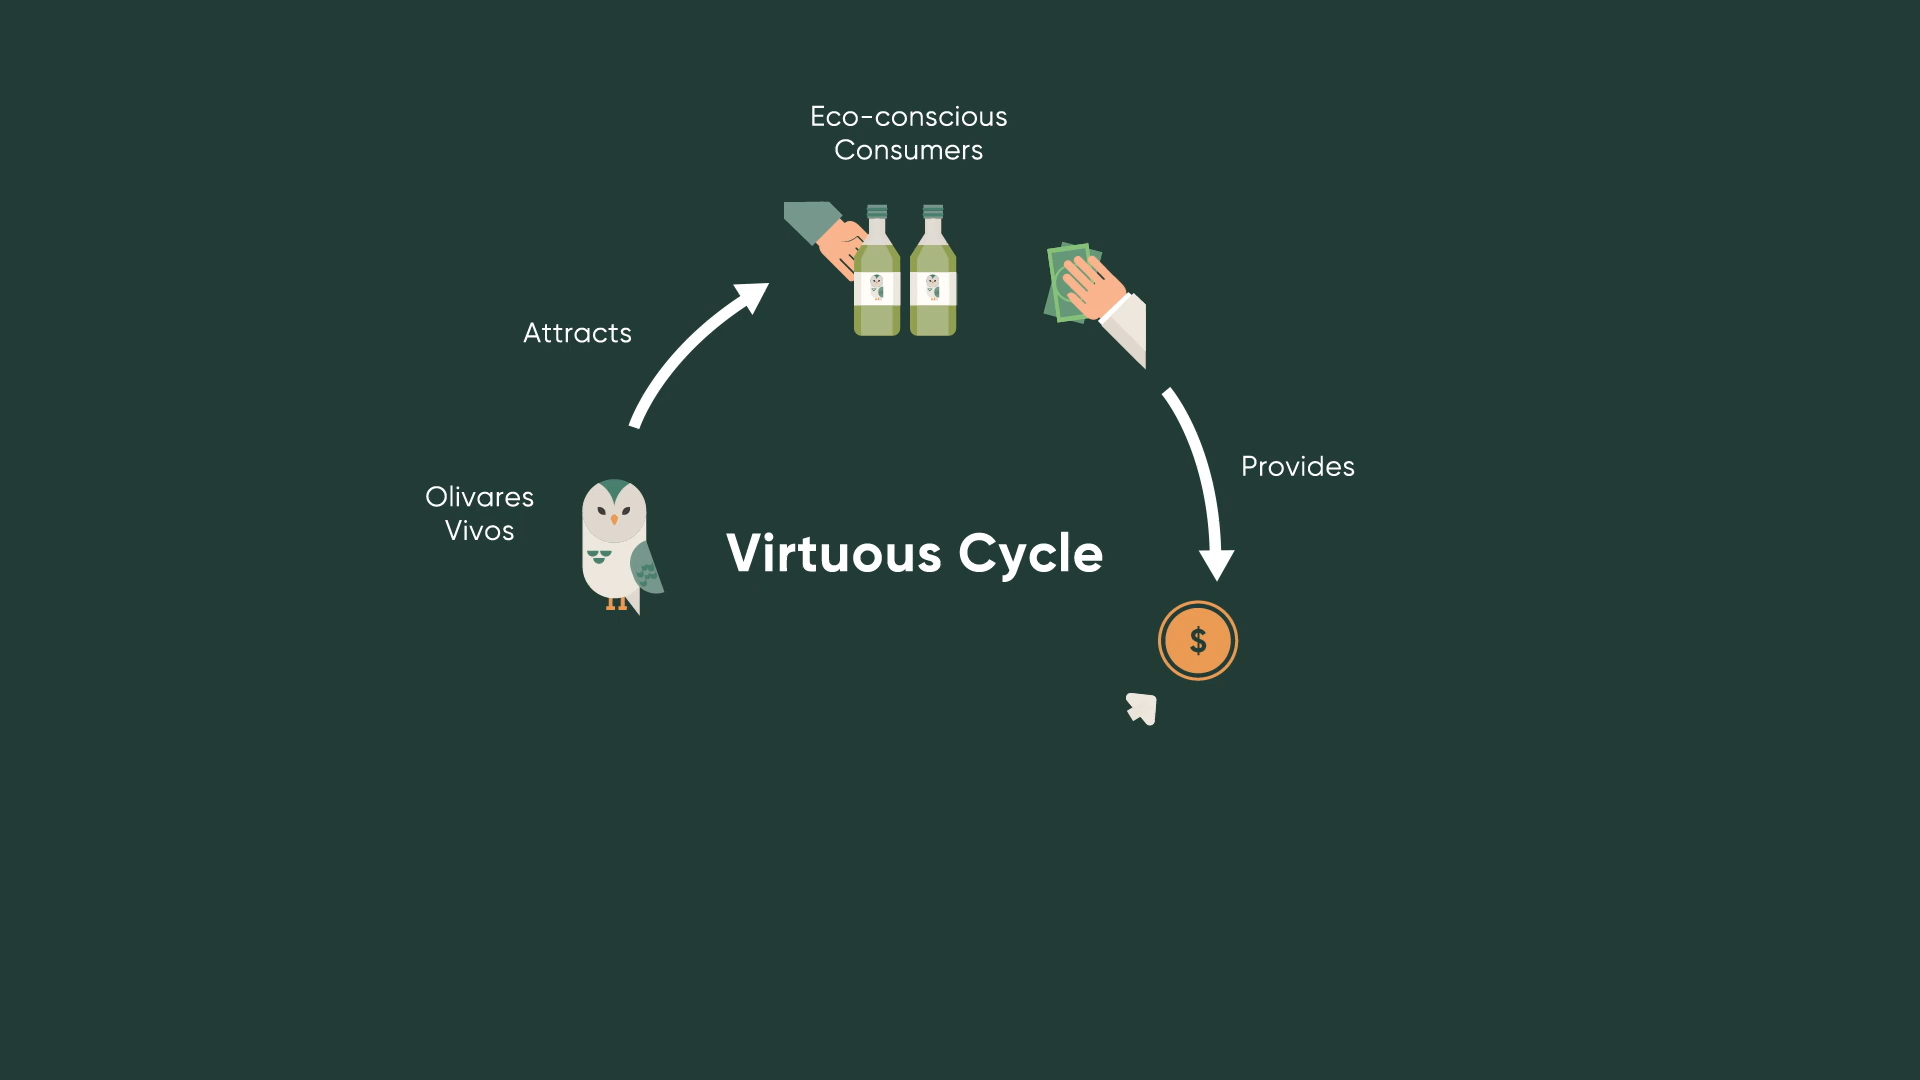 Eco-conscious
Consumers
Attracts
Provides
Olivares
Vivos
Virtuous Cycle
$